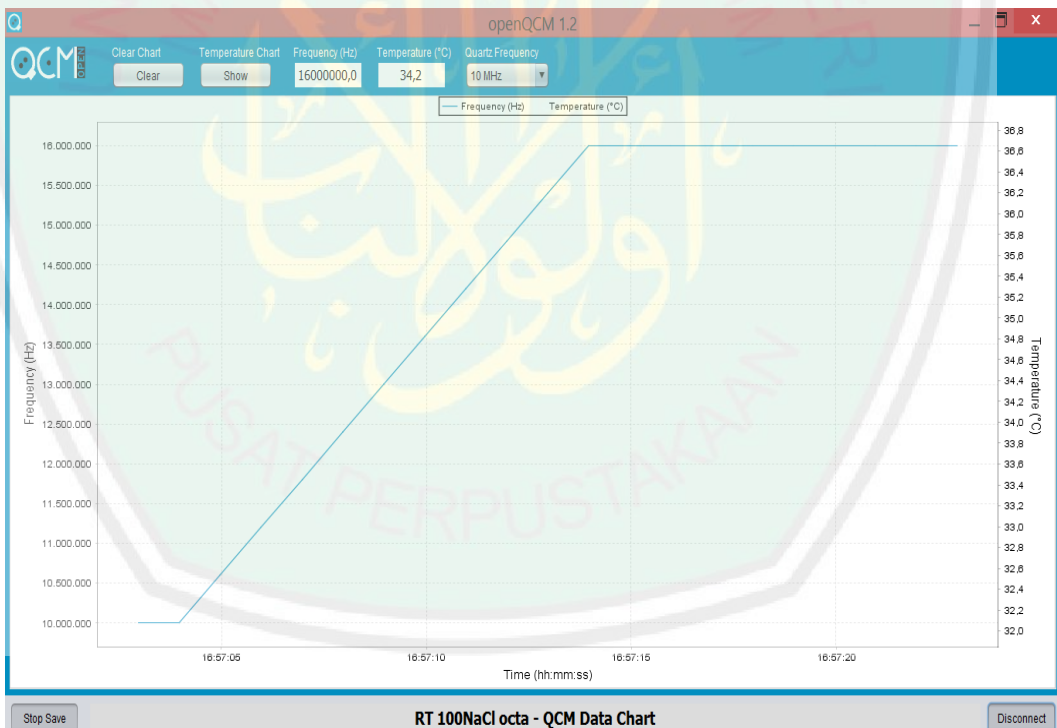 openQCM 1.2
QCM
Clear Chart
Temperature Chart
Frequency (Hz)
Temperature (°C)
Quartz Frequency
Clear
Show
16000000,0
34,2
10 MHz
Frequency (Hz) Temperature (°C)
16.000.000
15.500.000
15.000.000
14.500.000
14.000.000
13.500.000
13.000.000
12.500.000
12.000.000
11.500.000
11.000.000
10.500.000
10.000.000
Frequency (Hz)
36,8
36,6
36,4
36,2
36,0
35,8
35,6
35,4
35,2
35,0
34,8
34,6
34,4
34,2
34,0
33,8
33,6
33,4
33,2
33,0
32,8
32,6
32,4
32,2
32,0
Temperature (°C)
16:57:05
16:57:10
16:57:15
16:57:20
Time (hh:mm:ss)
PUSAT PERPUSTAKAAN
Stop Save
RT 100NaCl octa - QCM Data Chart
Disconnect